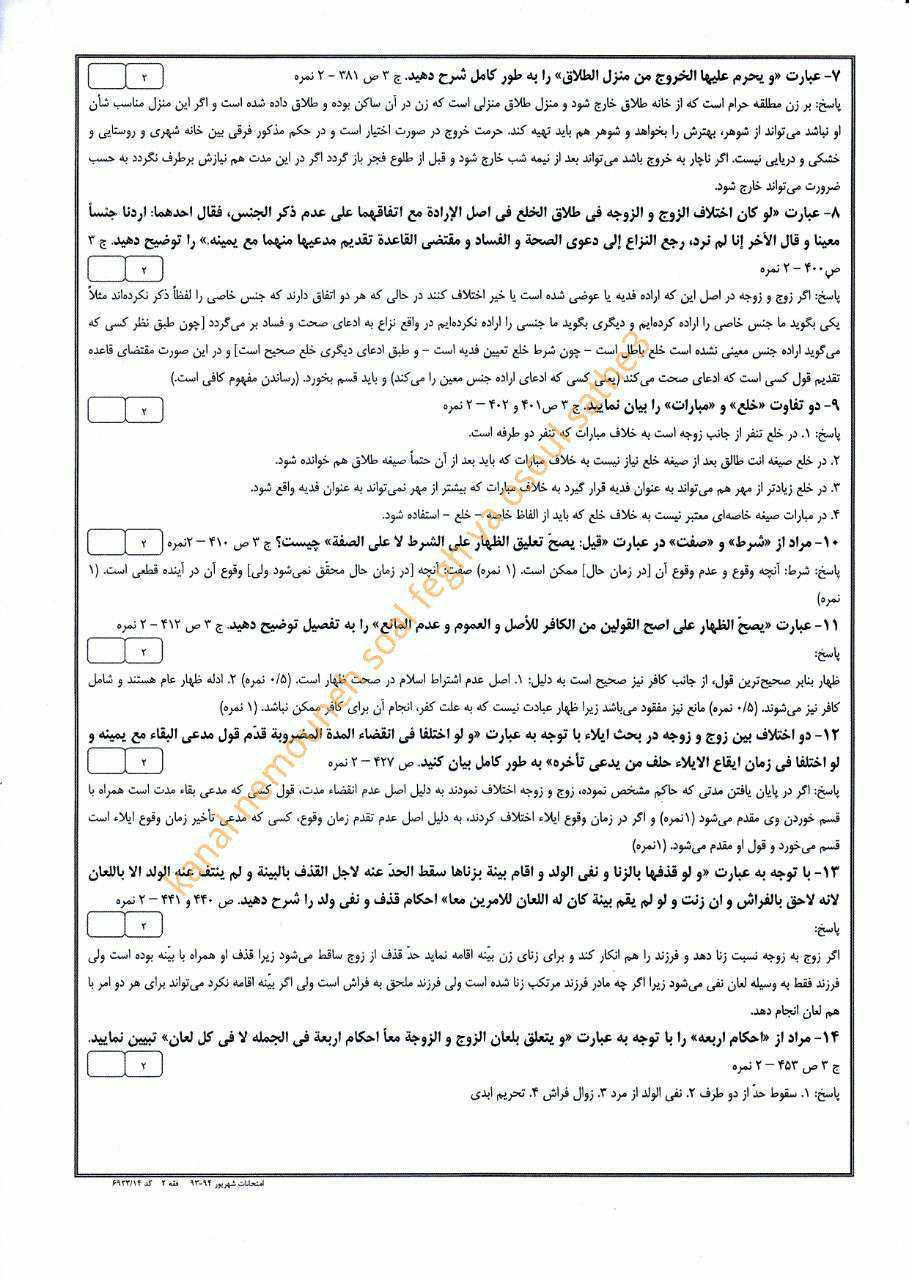 ۷- عبارت «و یحرم علیها الخروج من منزل الطلاق» را به طور کامل شرح دهید. ج ۳ ص ۳۸۱ – ۲ نمره
۲
پاسخ: بر زن مطلقه حرام است که از خانه طلاق خارج شود و منزل طلاق منزلی است که زن در آن ساکن بوده و طلاق داده شده است و اگر این منزل مناسب شأن
او نباشد می‌تواند از شوهر، بهترش را بخواهد و شوهر هم باید تهیه کند. حرمت خروج در صورت اختیار است و در حکم مذکور فرقی بین خانه شهری و روستایی و
خشکی و دریایی نیست. اگر ناچار به خروج باشد می‌تواند بعد از نیمه شب خارج شود و قبل از طلوع فجر باز گردد اگر در این مدت هم نیازش برطرف نگردد به حسب
ضرورت می‌تواند خارج شود.
۸- عبارت «لو کان اختلاف الزوج و الزوجه فی طلاق الخلع فی اصل الإرادة مع اتفاقهما علی عدم ذکر الجنس، فقال احدهما: اردنا جنساً
معینا و قال الأخر إنا لم نرد، رجع النزاع إلی دعوی الصحة و الفساد و مقتضی القاعدة تقدیم مدعیها منهما مع یمینه.» را توضیح دهید. ج ۳
ص۴۰۰ – ۲ نمره
۲
پاسخ: اگر زوج و زوجه در اصل این که اراده فدیه یا عوضی شده است یا خیر اختلاف کنند در حالی که هر دو اتفاق دارند که جنس خاصی را لفظاً ذکر نکرده‌اند مثلاً
یکی بگوید ما جنس خاصی را اراده کرده‌ایم و دیگری بگوید ما جنسی را اراده نکرده‌ایم در واقع نزاع به ادعای صحت و فساد بر می‌گردد [چون طبق نظر کسی که
می‌گوید اراده جنس معینی نشده است خلع باطل است – چون شرط خلع تعیین فدیه است – و طبق ادعای دیگری خلع صحیح است] و در این صورت مقتضای قاعده
تقدیم قول کسی است که ادعای صحت می‌کند (یعنی کسی که ادعای اراده جنس معین را می‌کند) و باید قسم بخورد. (رساندن مفهوم کافی است.)
۹- دو تفاوت «خلع» و «مبارات» را بیان نمایید. ج ۳ ص۴۰۱ و ۴۰۲ – ۲ نمره
۲
پاسخ: ۱. در خلع تنفر از جانب زوجه است به خلاف مبارات که تنفر دو طرفه است.
۲. در خلع صیغه انت طالق بعد از صیغه خلع نیاز نیست به خلاف مبارات که باید بعد از آن حتماً صیغه طلاق هم خوانده شود.
۳. در خلع زیادتر از مهر هم می‌تواند به عنوان فدیه قرار گیرد به خلاف مبارات که بیشتر از مهر نمی‌تواند به عنوان فدیه واقع شود.
۴. در مبارات صیغه خاصه‌ای معتبر نیست به خلاف خلع که باید از الفاظ خاصه – خلع – استفاده شود.
۱۰- مراد از «شرط» و «صفت» در عبارت «قیل: یصحّ تعلیق الظهار علی الشرط لا علی الصفة» چیست؟ ج ۳ ص ۴۱۰ – ۲نمره
۲
پاسخ: شرط: آنچه وقوع و عدم وقوع آن [در زمان حال] ممکن است. (۱ نمره) صفت: آنچه [در زمان حال محقّق نمی‌شود ولی] وقوع آن در آینده قطعی است. (۱
نمره)
۱۱- عبارت «یصحّ الظهار علی اصح القولین من الکافر للأصل و العموم و عدم المانع» را به تفصیل توضیح دهید. ج ۳ ص ۴۱۲ – ۲ نمره
پاسخ:
۲
ظهار بنابر صحیح‌ترین قول، از جانب کافر نیز صحیح است به دلیل: ۱. اصل عدم اشتراط اسلام در صحت ظهار است. (۰/۵ نمره) ۲. ادله ظهار عام هستند و شامل
کافر نیز می‌شوند. (۰/۵ نمره) مانع نیز مفقود می‌باشد زیرا ظهار عبادت نیست که به علت کفر، انجام آن برای کافر ممکن نباشد. (۱ نمره)
۱۲- دو اختلاف بین زوج و زوجه در بحث ایلاء با توجه به عبارت «و لو اختلفا فی انقضاء المدة المضروبة قدّم قول مدعی البقاء مع یمینه و
لو اختلفا فی زمان ایقاع الایلاء حلف من یدعی تأخره» به طور کامل بیان کنید. ص ۴۲۷ – ۲ نمره
۲
پاسخ: اگر در پایان یافتن مدتی که حاکم مشخص نموده، زوج و زوجه اختلاف نمودند به دلیل اصل عدم انقضاء مدت، قول کسی که مدعی بقاء مدت است همراه با
قسم خوردن وی مقدم می‌شود (۱نمره) و اگر در زمان وقوع ایلاء اختلاف کردند، به دلیل اصل عدم تقدم زمان وقوع، کسی که مدعی تأخیر زمان وقوع ایلاء است
قسم می‌خورد و قول او مقدم می‌شود. (۱نمره)
۱۳- با توجه به عبارت «و لو قذفها بالزنا و نفی الولد و اقام بینة بزناها سقط الحدّ عنه لاجل القذف بالبینة و لم ینتف عنه الولد الا باللعان
لانه لاحق بالفراش و ان زنت و لو لم یقم بینة کان له اللعان للامرین معا» احکام قذف و نفی ولد را شرح دهید. ص ۴۴۰ و ۴۴۱ – ۲ نمره
پاسخ:
۲
اگر زوج به زوجه نسبت زنا دهد و فرزند را هم انکار کند و برای زنای زن بیّنه اقامه نماید حدّ قذف از زوج ساقط می‌شود زیرا قذف او همراه با بیّنه بوده است ولی
فرزند فقط به وسیله لعان نفی می‌شود زیرا اگر چه مادر فرزند مرتکب زنا شده است ولی فرزند ملحق به فراش است ولی اگر بیّنه اقامه نکرد می‌تواند برای هر دو امر با
هم لعان انجام دهد.
۱۴- مراد از «احکام اربعه» را با توجه به عبارت «و یتعلق بلعان الزوج و الزوجة معاً احکام اربعة فی الجمله لا فی کل لعان» تبیین نمایید.
ج ۳ ص ۴۵۳ – ۲ نمره
۲
پاسخ: ۱. سقوط حدّ از دو طرف ۲. نفی الولد از مرد ۳. زوال فراش ۴. تحریم ابدی
امتحانات شهریور ۹۴-۹۳ فقه ۲ کد ۶۹۲۳/۱۴
kanal nemouneh soal fegh va osoul sathe3